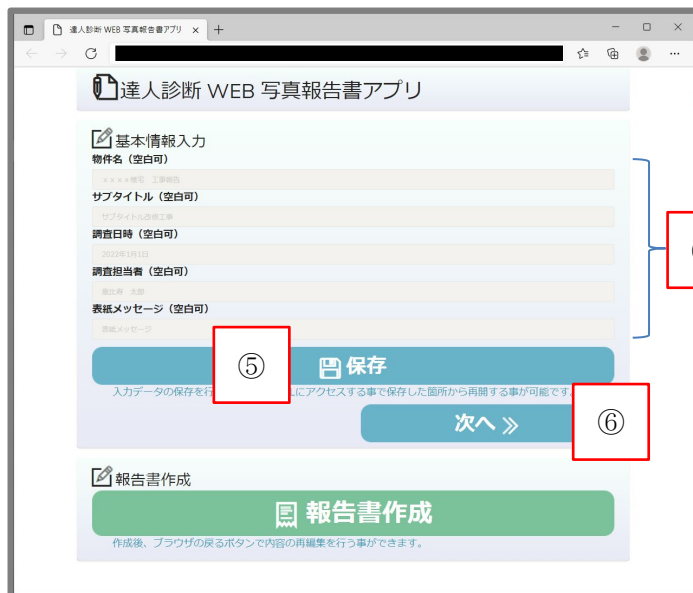 達人診断 WEB 写真報告書アプリ
達人診断 WEB 写真報告書アプリ
基本情報入力
物件名（空白可）
××××様宅 工事報告
サブタイトル（空白可）
サブタイトル改修工事
調査日時（空白可）
2022年1月1日
調査担当者（空白可）
恵比寿 太郎
表紙メッセージ（空白可）
表紙メッセージ
⑤
保存
入力データの保存を行
にアクセスする事で保存した箇所から再開する事が可能です。
次へ
⑥
報告書作成
報告書作成
作成後、ブラウザの戻るボタンで内容の再編集を行う事ができます。